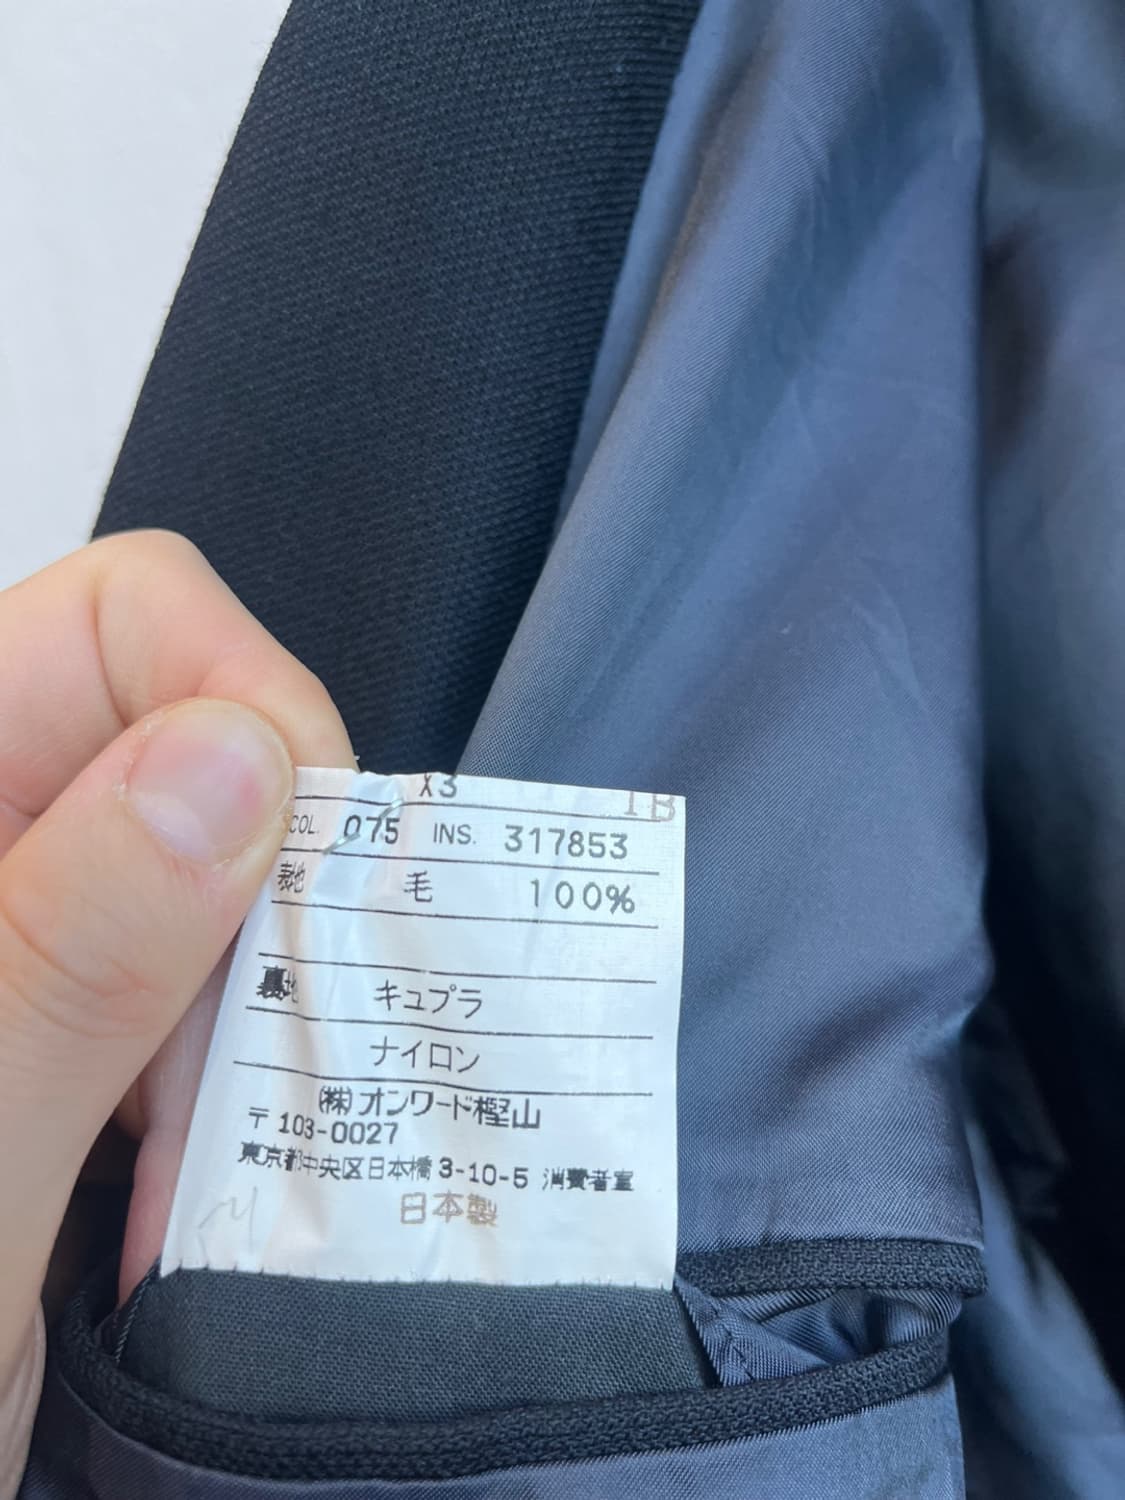 X3 1B
COL. 075 INS. 317853
表地 毛 100%
裏地 キュプラ
ナイロン
(株)オンワード樫山
〒103-0027
東京都中央区日本橋3-10-5 消費者室
日本製